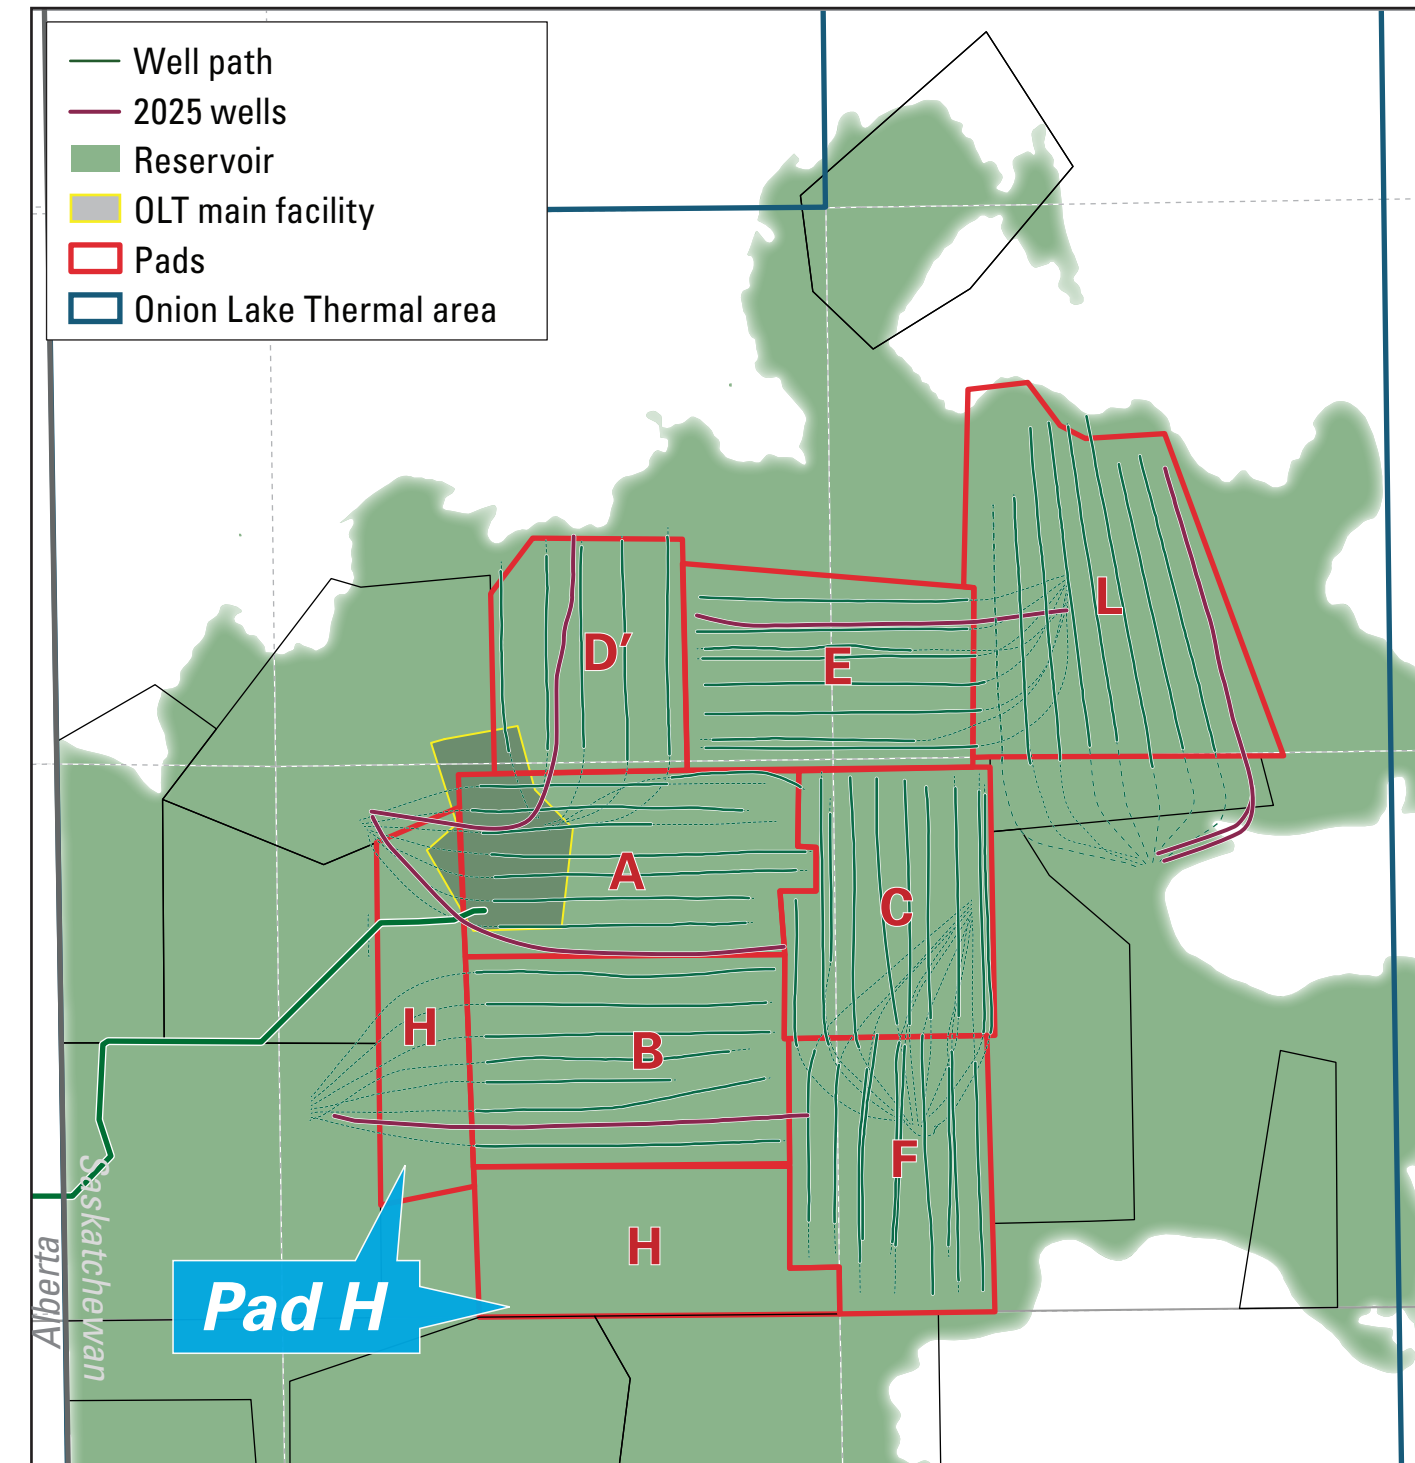 Well path
2025 wells
Reservoir
OLT main facility
Pads
Onion Lake Thermal area
L
D′
E
A
C
H
B
F
H
Pad H
Alberta
Saskatchewan